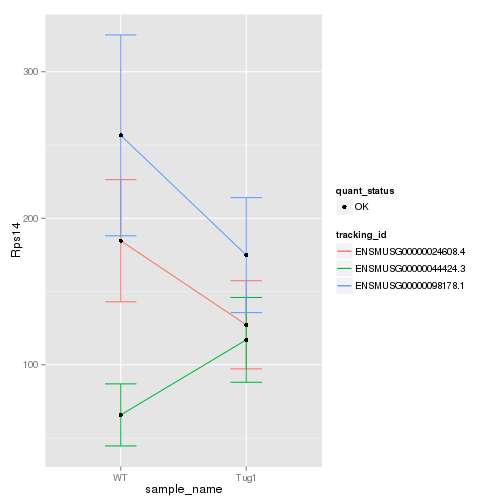 Rps14
300
200
100
WT
Tug1
sample_name
quant_status
OK
tracking_id
ENSMUSG00000024608.4
ENSMUSG00000044424.3
ENSMUSG00000098178.1